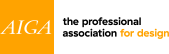 AIGA
the professional
association for design